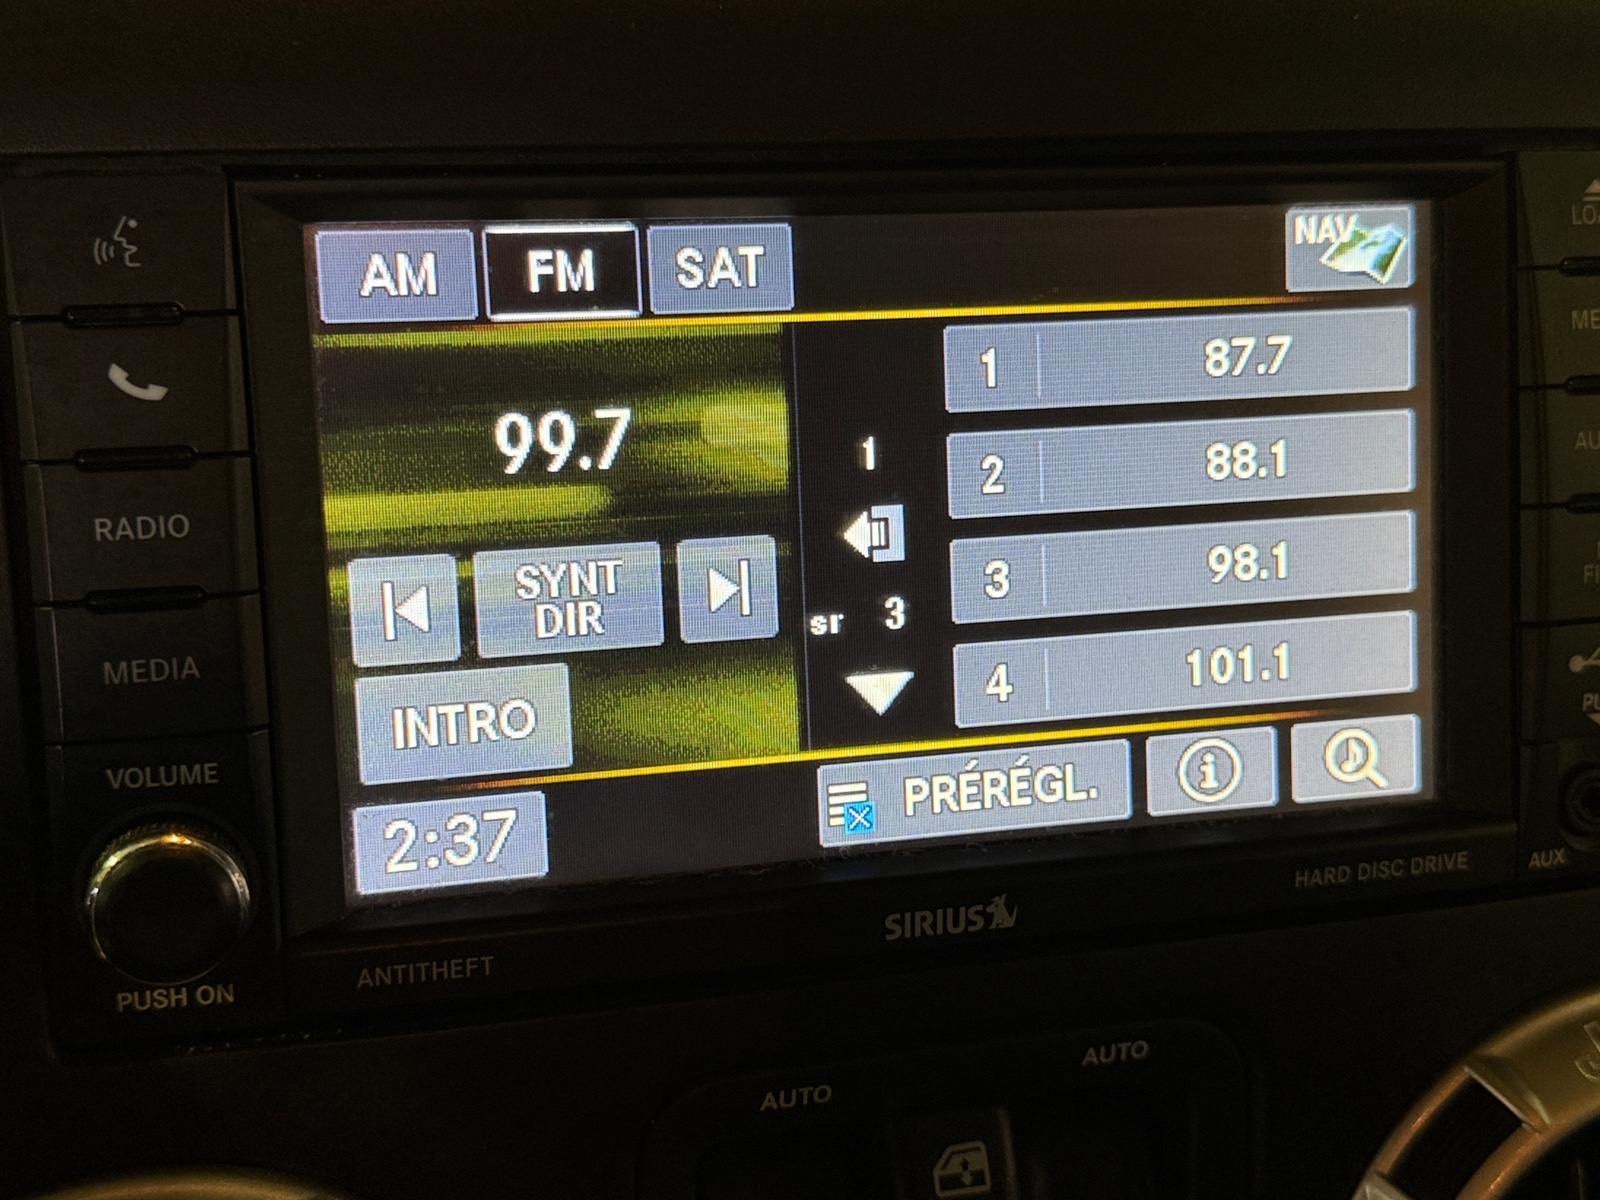 AM
FM
SAT
NAV
99.7
SYNT
DIR
INTRO
2:37
1
sr 3
1 87.7
2 88.1
3 98.1
4 101.1
PRÉRÉGL.
i
RADIO
MEDIA
VOLUME
PUSH ON
ANTITHEFT
SIRIUS
HARD DISC DRIVE
AUX
AUTO
AUTO